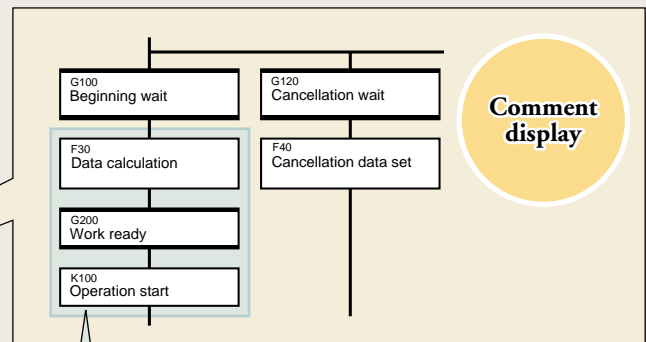 G100
Beginning wait
G120
Cancellation wait
Comment
display
F30
Data calculation
F40
Cancellation data set
G200
Work ready
K100
Operation start